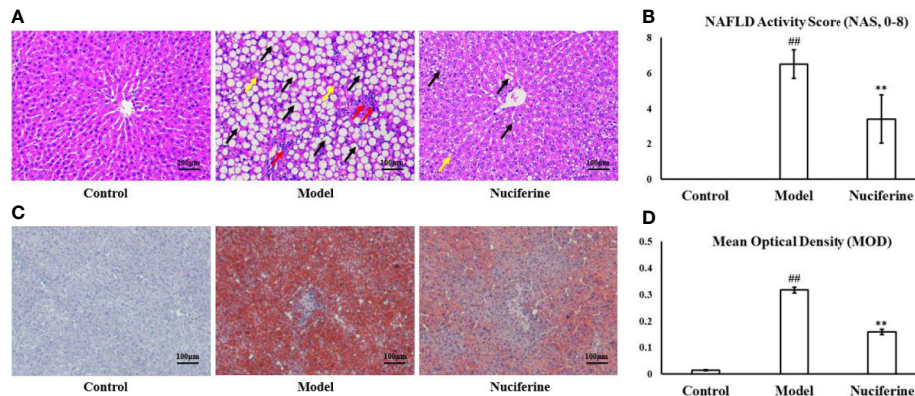 A
200μm
100μm
100μm
Control
Model
Nuciferine
B
NAFLD Activity Score (NAS, 0-8)
8
6
4
2
0
##
**
Control
Model
Nuciferine
C
100μm
100μm
100μm
Control
Model
Nuciferine
D
Mean Optical Density (MOD)
0.5
0.4
0.3
0.2
0.1
0
##
**
Control
Model
Nuciferine